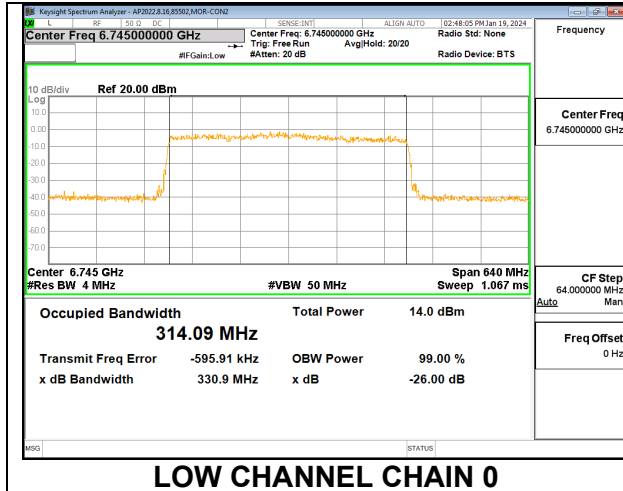 Keysight Spectrum Analyzer - AP2022.8.16,85502,MOR-CON2
L RF 50 Ω DC SENSE:INT ALIGN AUTO 02:48:05 PM Jan 19, 2024
Center Freq 6.745000000 GHz
Center Freq: 6.745000000 GHz
Radio Std: None
Trig: Free Run Avg|Hold: 20/20
#IFGain:Low #Atten: 20 dB Radio Device: BTS
Frequency
10 dB/div Ref 20.00 dBm
Log
10.0
0.00
-10.0
-20.0
-30.0
-40.0
-50.0
-60.0
-70.0
Center 6.745 GHz Span 640 MHz
#Res BW 4 MHz #VBW 50 MHz Sweep 1.067 ms
Occupied Bandwidth Total Power 14.0 dBm
314.09 MHz
Transmit Freq Error -595.91 kHz OBW Power 99.00 %
x dB Bandwidth 330.9 MHz x dB -26.00 dB
Center Freq
6.745000000 GHz
CF Step
64.000000 MHz
Auto Man
Freq Offset
0 Hz
MSG STATUS
LOW CHANNEL CHAIN 0